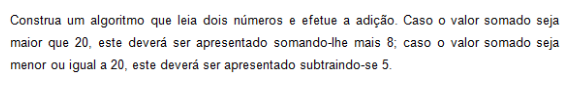 Construa um algoritmo que leia dois números e efetue a adição. Caso o valor somado seja
maior que 20, este deverá ser apresentado somando-lhe mais 8; caso o valor somado seja
menor ou igual a 20, este deverá ser apresentado subtraindo-se 5.